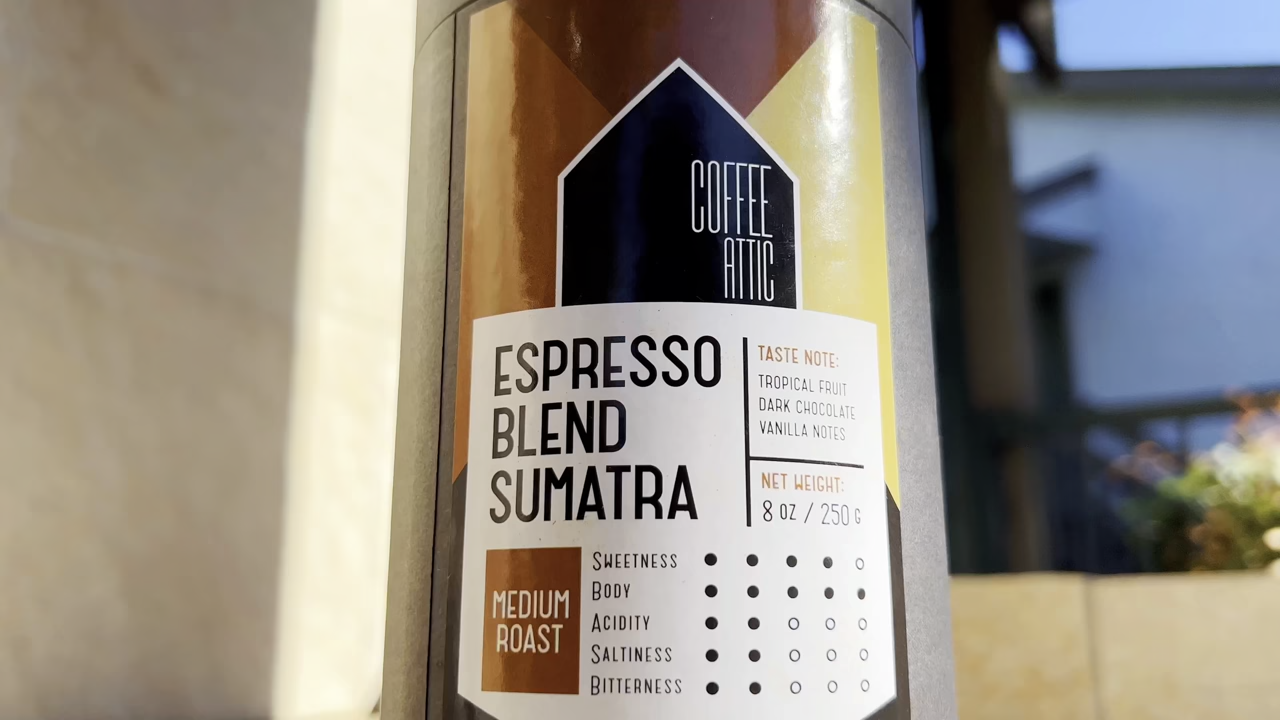 COFFEE
ATTIC
ESPRESSO
BLEND
SUMATRA
TASTE NOTE:
TROPICAL FRUIT
DARK CHOCOLATE
VANILLA NOTES
NET WEIGHT:
8 OZ / 250 G
MEDIUM
ROAST
SWEETNESS
BODY
ACIDITY
SALTINESS
BITTERNESS